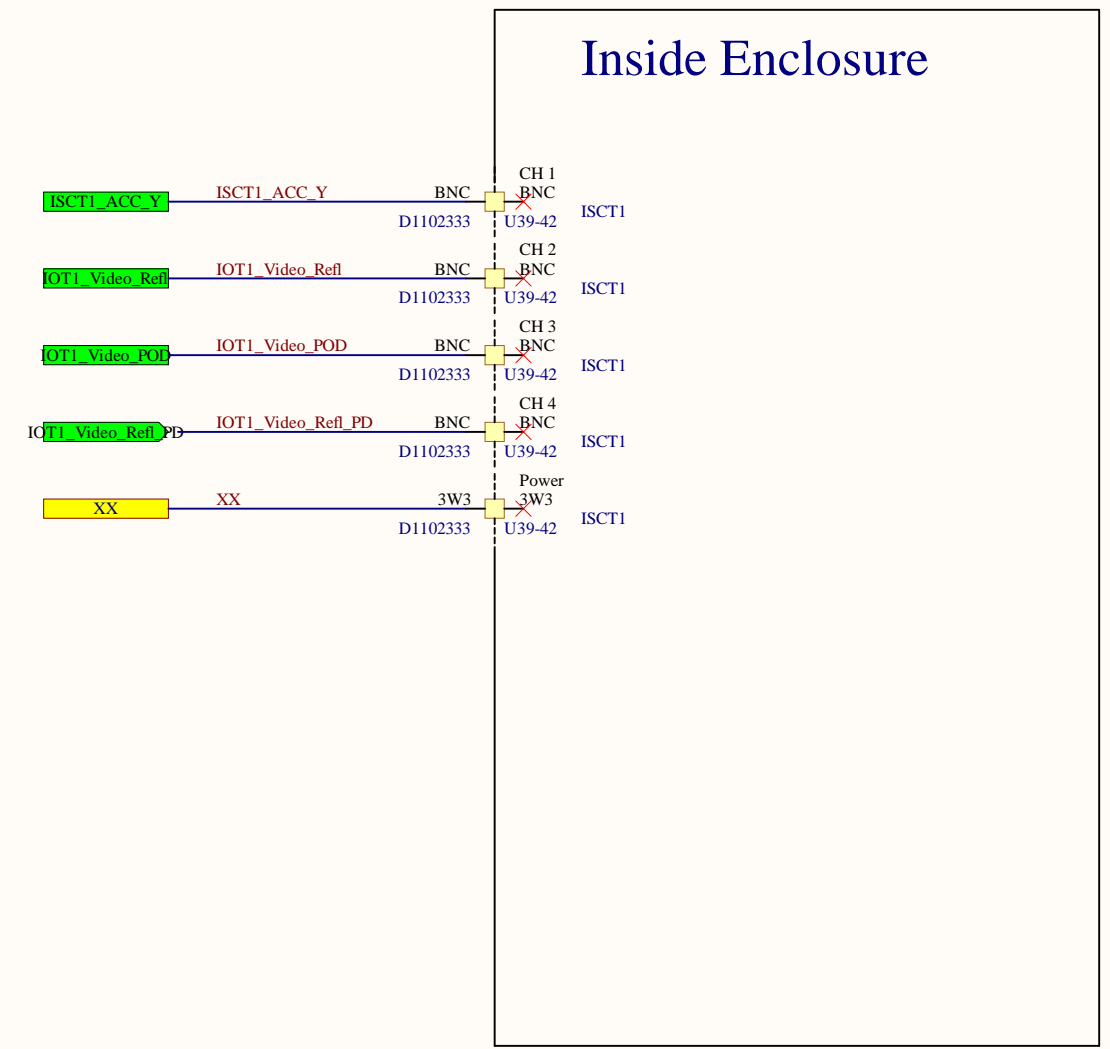 Inside Enclosure
CH 1
ISCT1_ACC_Y ISCT1_ACC_Y BNC BNC
D1102333 U39-42 ISCT1
CH 2
IOT1_Video_Refl IOT1_Video_Refl BNC BNC
D1102333 U39-42 ISCT1
CH 3
IOT1_Video_POD IOT1_Video_POD BNC BNC
D1102333 U39-42 ISCT1
CH 4
IOT1_Video_Refl_PD IOT1_Video_Refl_PD BNC BNC
D1102333 U39-42 ISCT1
Power
XX XX 3W3 3W3
D1102333 U39-42 ISCT1